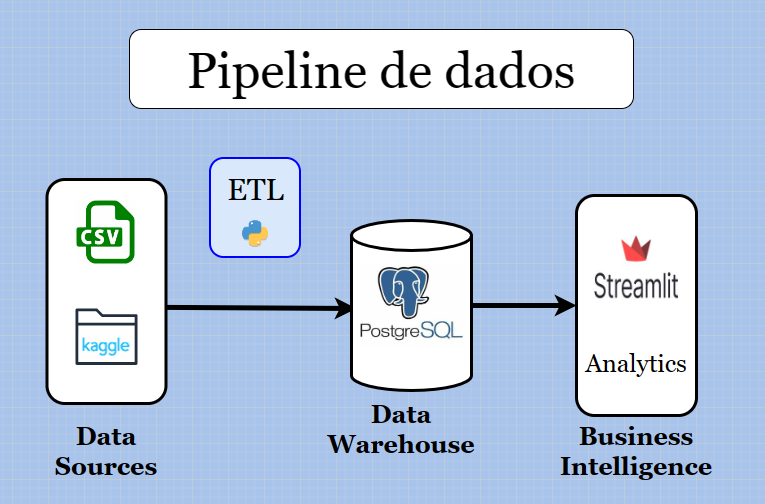 Pipeline de dados
ETL
CSV
kaggle
Data
Sources
PostgreSQL
Data
Warehouse
Streamlit
Analytics
Business
Intelligence